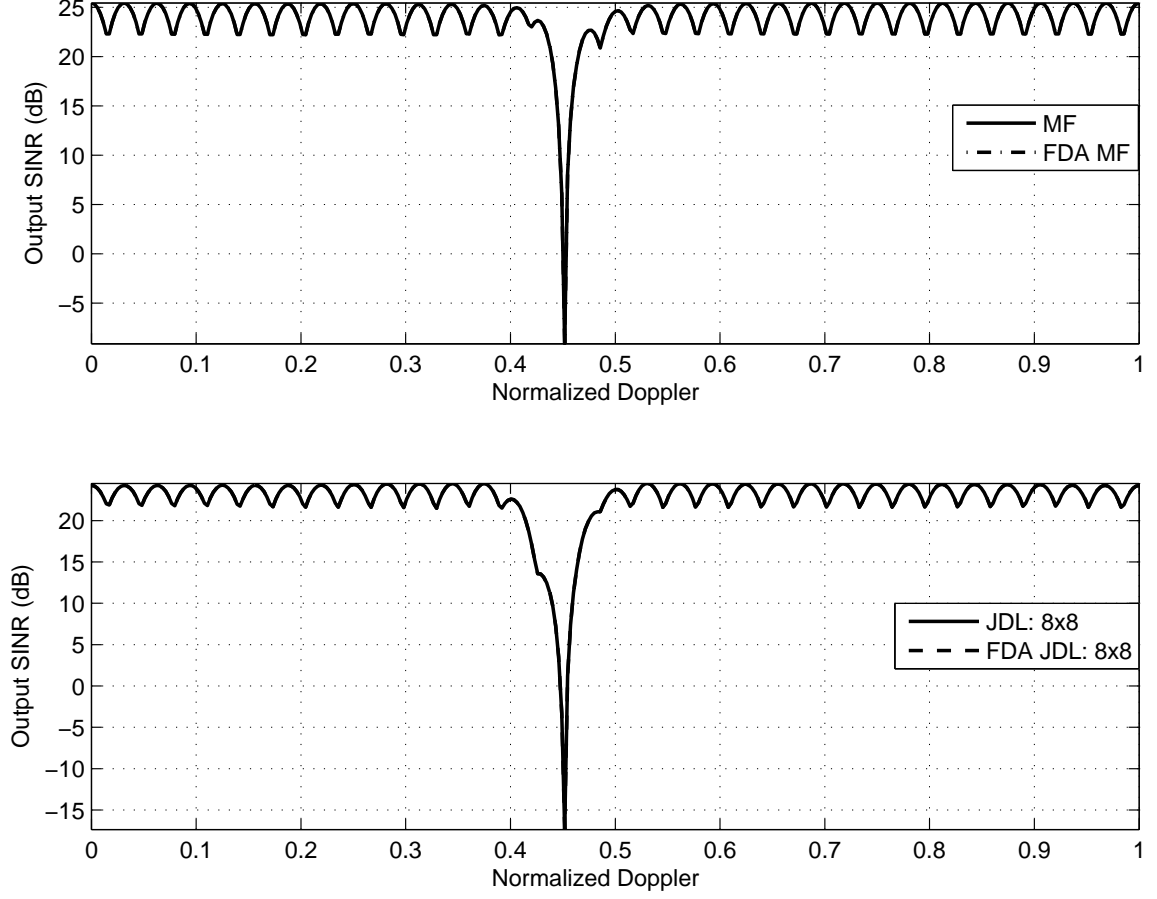 25
20
15
10
5
0
−5
Output SINR (dB)
MF
FDA MF
0 0.1 0.2 0.3 0.4 0.5 0.6 0.7 0.8 0.9 1
Normalized Doppler
20
15
10
5
0
−5
−10
−15
Output SINR (dB)
JDL: 8x8
FDA JDL: 8x8
0 0.1 0.2 0.3 0.4 0.5 0.6 0.7 0.8 0.9 1
Normalized Doppler